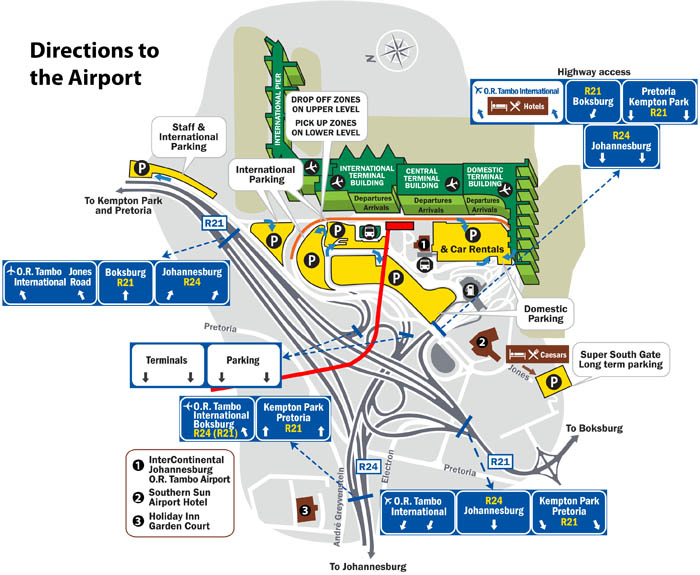 Directions to
the Airport
N
INTERNATIONAL PIER
DROP OFF ZONES
ON UPPER LEVEL
PICK UP ZONES
ON LOWER LEVEL
Highway access
O.R. Tambo International
Hotels
R21
Boksburg
Pretoria
Kempton Park
R21
R24
Johannesburg
Staff &
International
Parking
P
International
Parking
INTERNATIONAL
TERMINAL
BUILDING
CENTRAL
TERMINAL
BUILDING
DOMESTIC
TERMINAL
BUILDING
Departures
Arrivals
Departures
Arrivals
Departures
Arrivals
To Kempton Park
and Pretoria
R21
P
P
P
P
P
& Car Rentals
1
O.R. Tambo
International
Jones
Road
Boksburg
R21
Johannesburg
R24
Domestic
Parking
Pretoria
2
Caesars
Jones
P
Super South Gate
Long term parking
Terminals
Parking
O.R. Tambo
International
Boksburg
R24 (R21)
Kempton Park
Pretoria
R21
To Boksburg
R21
R24
Pretoria
Electron
André Greyvenstein
1 InterContinental
Johannesburg
O.R. Tambo Airport
2 Southern Sun
Airport Hotel
3 Holiday Inn
Garden Court
3
O.R. Tambo
International
R24
Johannesburg
Kempton Park
Pretoria
R21
To Johannesburg